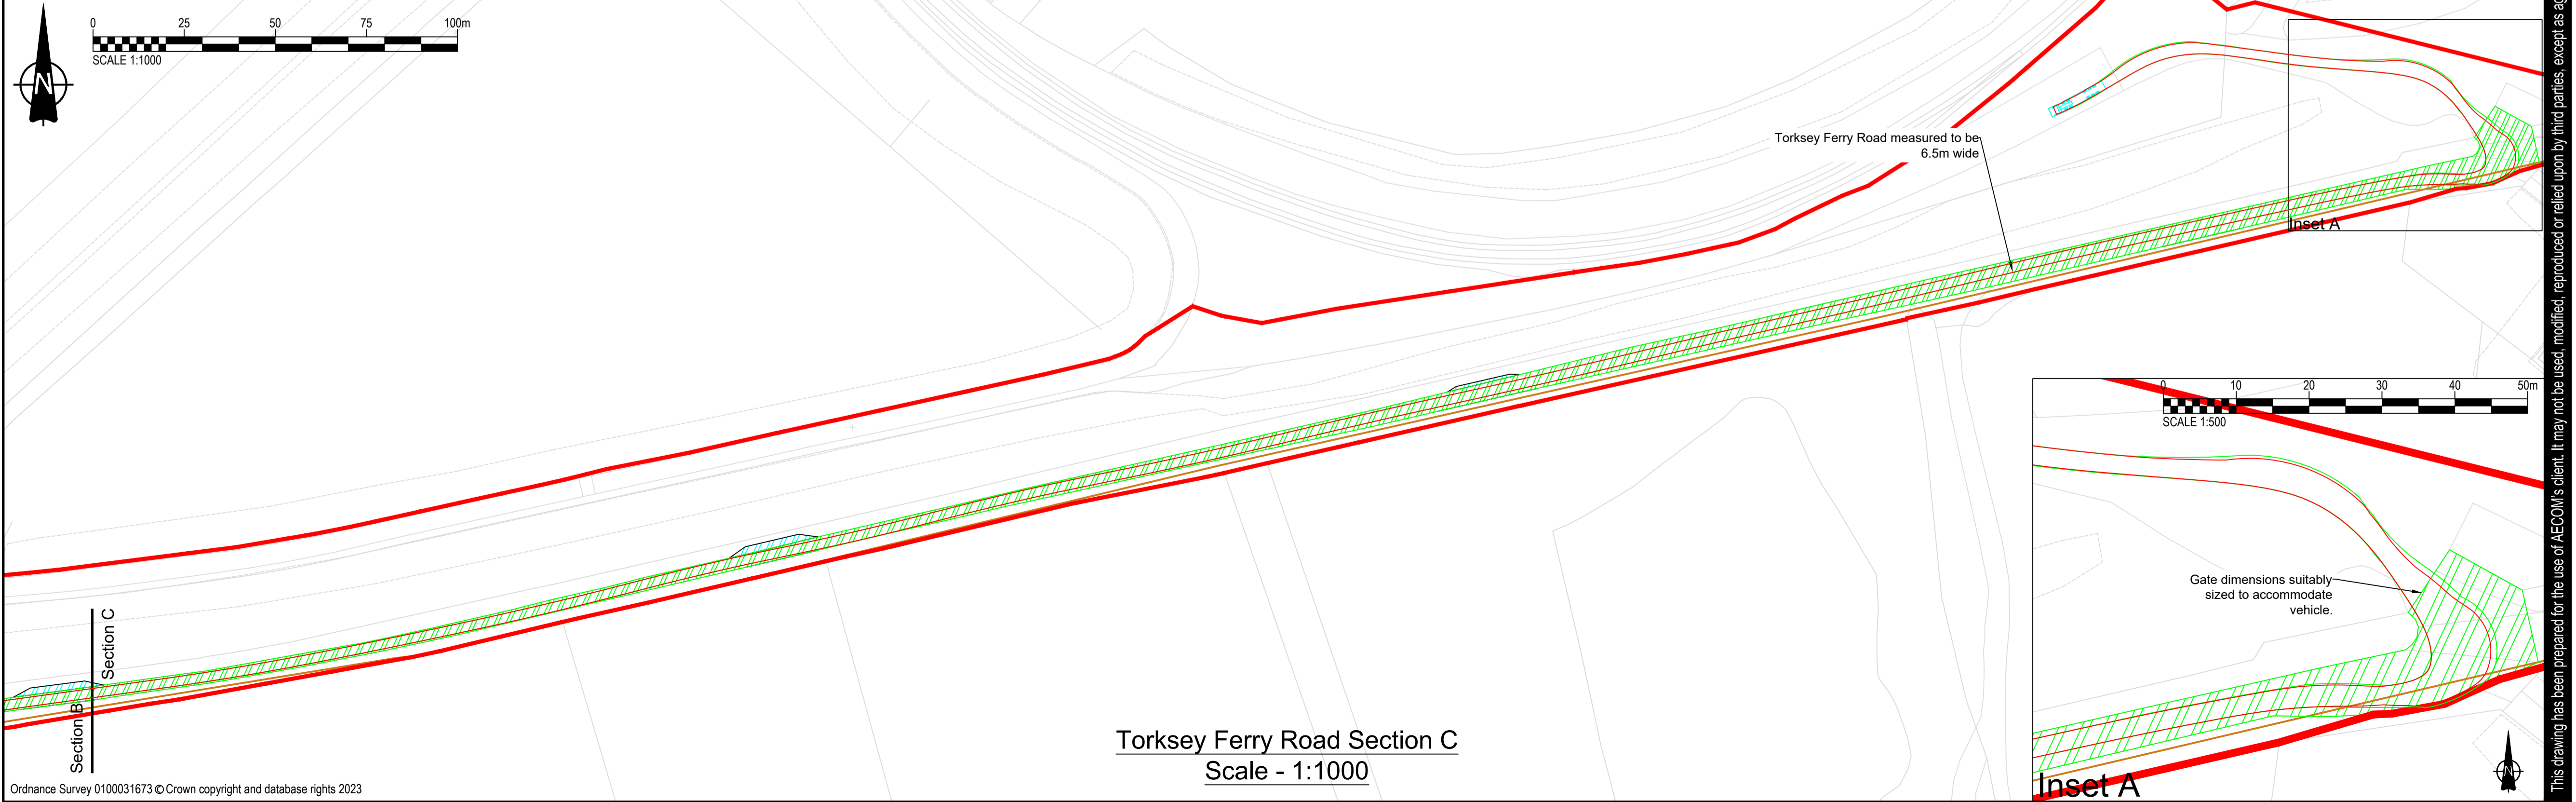 0 25 50 75 100m
SCALE 1:1000
N
Torksey Ferry Road measured to be
6.5m wide
Inset A
Section C
Section B
0 10 20 30 40 50m
SCALE 1:500
Gate dimensions suitably
sized to accommodate
vehicle.
N
Inset A
Torksey Ferry Road Section C
Scale - 1:1000
Ordnance Survey 0100031673 © Crown copyright and database rights 2023
This drawing has been prepared for the use of AECOM's client. It may not be used, modified, reproduced or relied upon by third parties, except as